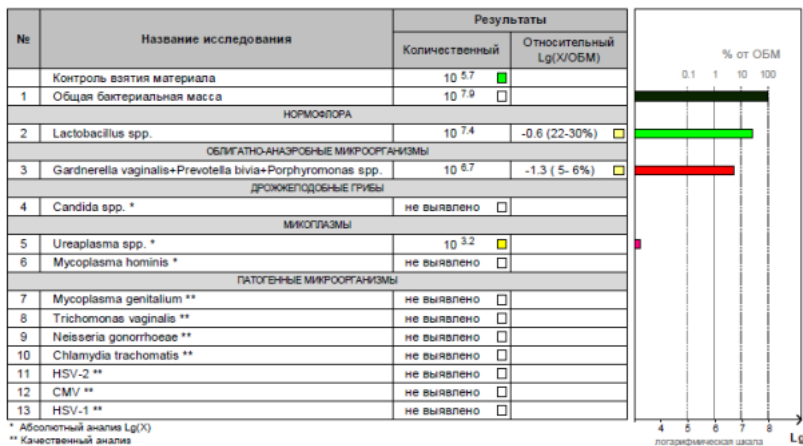 № Название исследования Результаты
Количественный Относительный Lg(X/ОБМ)
% от ОБМ
0.1 1 10 100
Контроль взятия материала 10 5.7
1 Общая бактериальная масса 10 7.9
НОРМОФЛОРА
2 Lactobacillus spp. 10 7.4 -0.6 (22-30%)
ОБЛИГАТНО-АНАЭРОБНЫЕ МИКРООРГАНИЗМЫ
3 Gardnerella vaginalis+Prevotella bivia+Porphyromonas spp. 10 6.7 -1.3 ( 5- 6%)
ДРОЖЖЕПОДОБНЫЕ ГРИБЫ
4 Candida spp. * не выявлено
МИКОПЛАЗМЫ
5 Ureaplasma spp. * 10 3.2
6 Mycoplasma hominis * не выявлено
ПАТОГЕННЫЕ МИКРООРГАНИЗМЫ
7 Mycoplasma genitalium ** не выявлено
8 Trichomonas vaginalis ** не выявлено
9 Neisseria gonorrhoeae ** не выявлено
10 Chlamydia trachomatis ** не выявлено
11 HSV-2 ** не выявлено
12 CMV ** не выявлено
13 HSV-1 ** не выявлено
4 5 6 7 8
* Абсолютный анализ Lg(X)
** Качественный анализ
логарифмическая шкала Lg